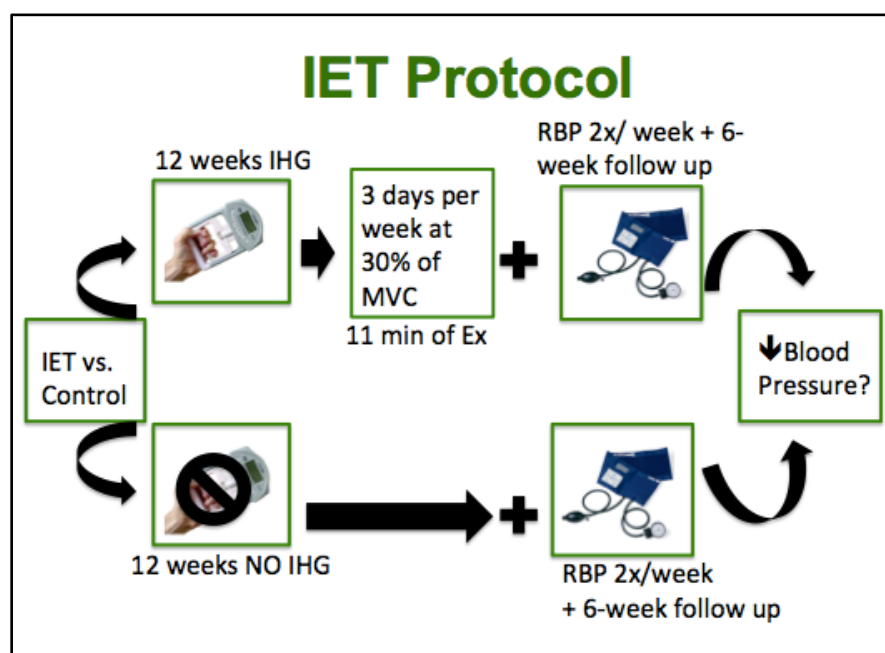 IET Protocol
12 weeks IHG
3 days per
week at
30% of
MVC
11 min of Ex
RBP 2x/ week + 6-
week follow up
IET vs.
Control
🡇Blood
Pressure?
12 weeks NO IHG
RBP 2x/week
+ 6-week follow up